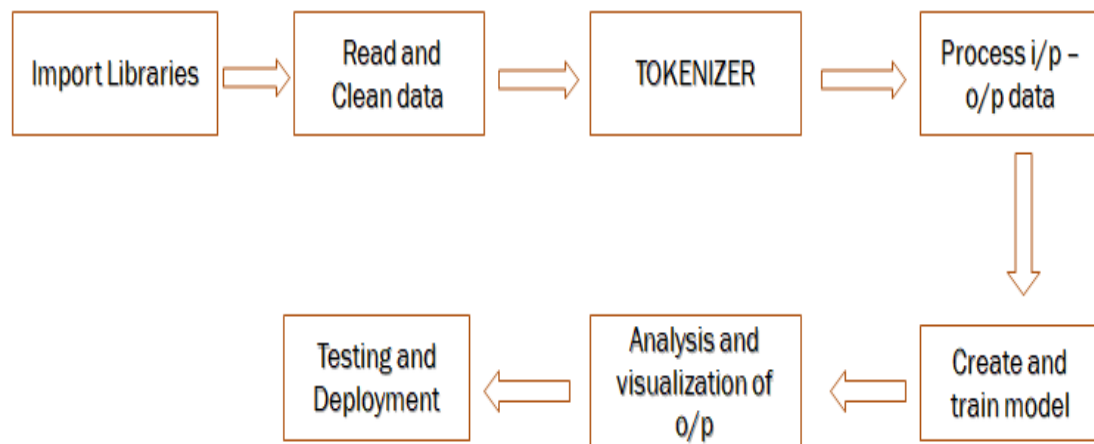 Import Libraries
Read and
Clean data
TOKENIZER
Process i/p –
o/p data
Create and
train model
Analysis and
visualization of
o/p
Testing and
Deployment